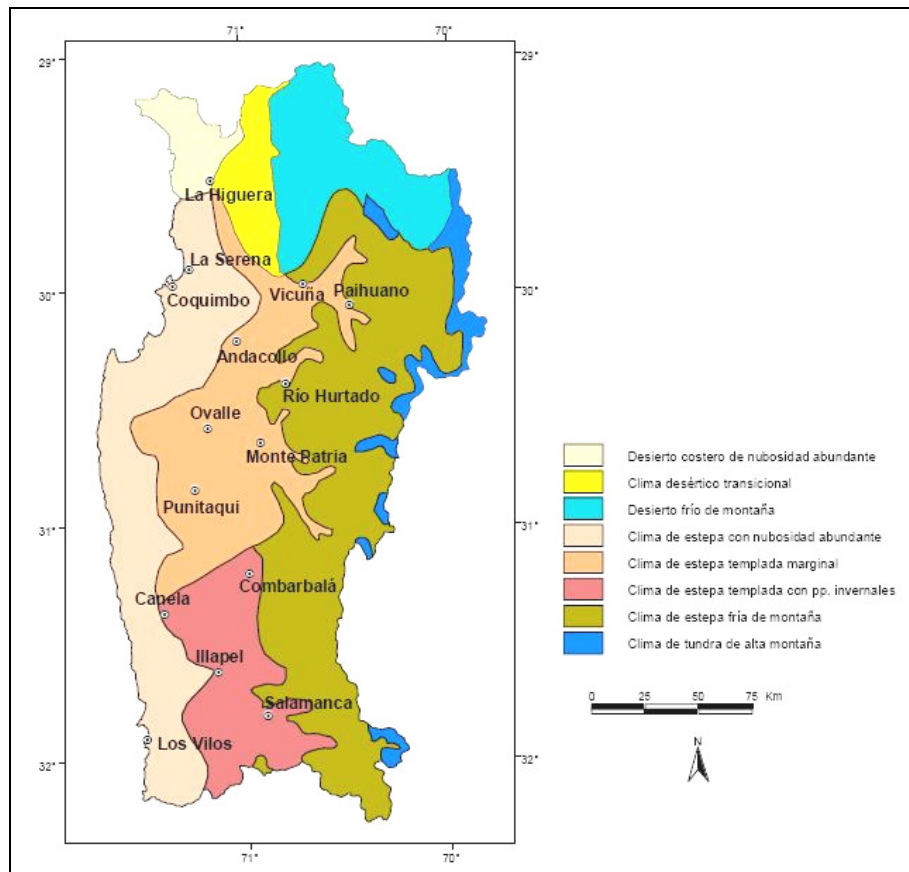 71°
70°
29°
29°
La Higuera
La Serena
30°
30°
Vicuña
Paihuano
Coquimbo
Andacollo
Río Hurtado
Ovalle
Monte Patria
Punitaqui
31°
31°
Combarbalá
Canela
Illapel
Salamanca
Los Vilos
32°
32°
71°
70°
Desierto costero de nubosidad abundante
Clima desértico transicional
Desierto frío de montaña
Clima de estepa con nubosidad abundante
Clima de estepa templada marginal
Clima de estepa templada con pp. invernales
Clima de estepa fría de montaña
Clima de tundra de alta montaña
0 25 50 75 Km
N